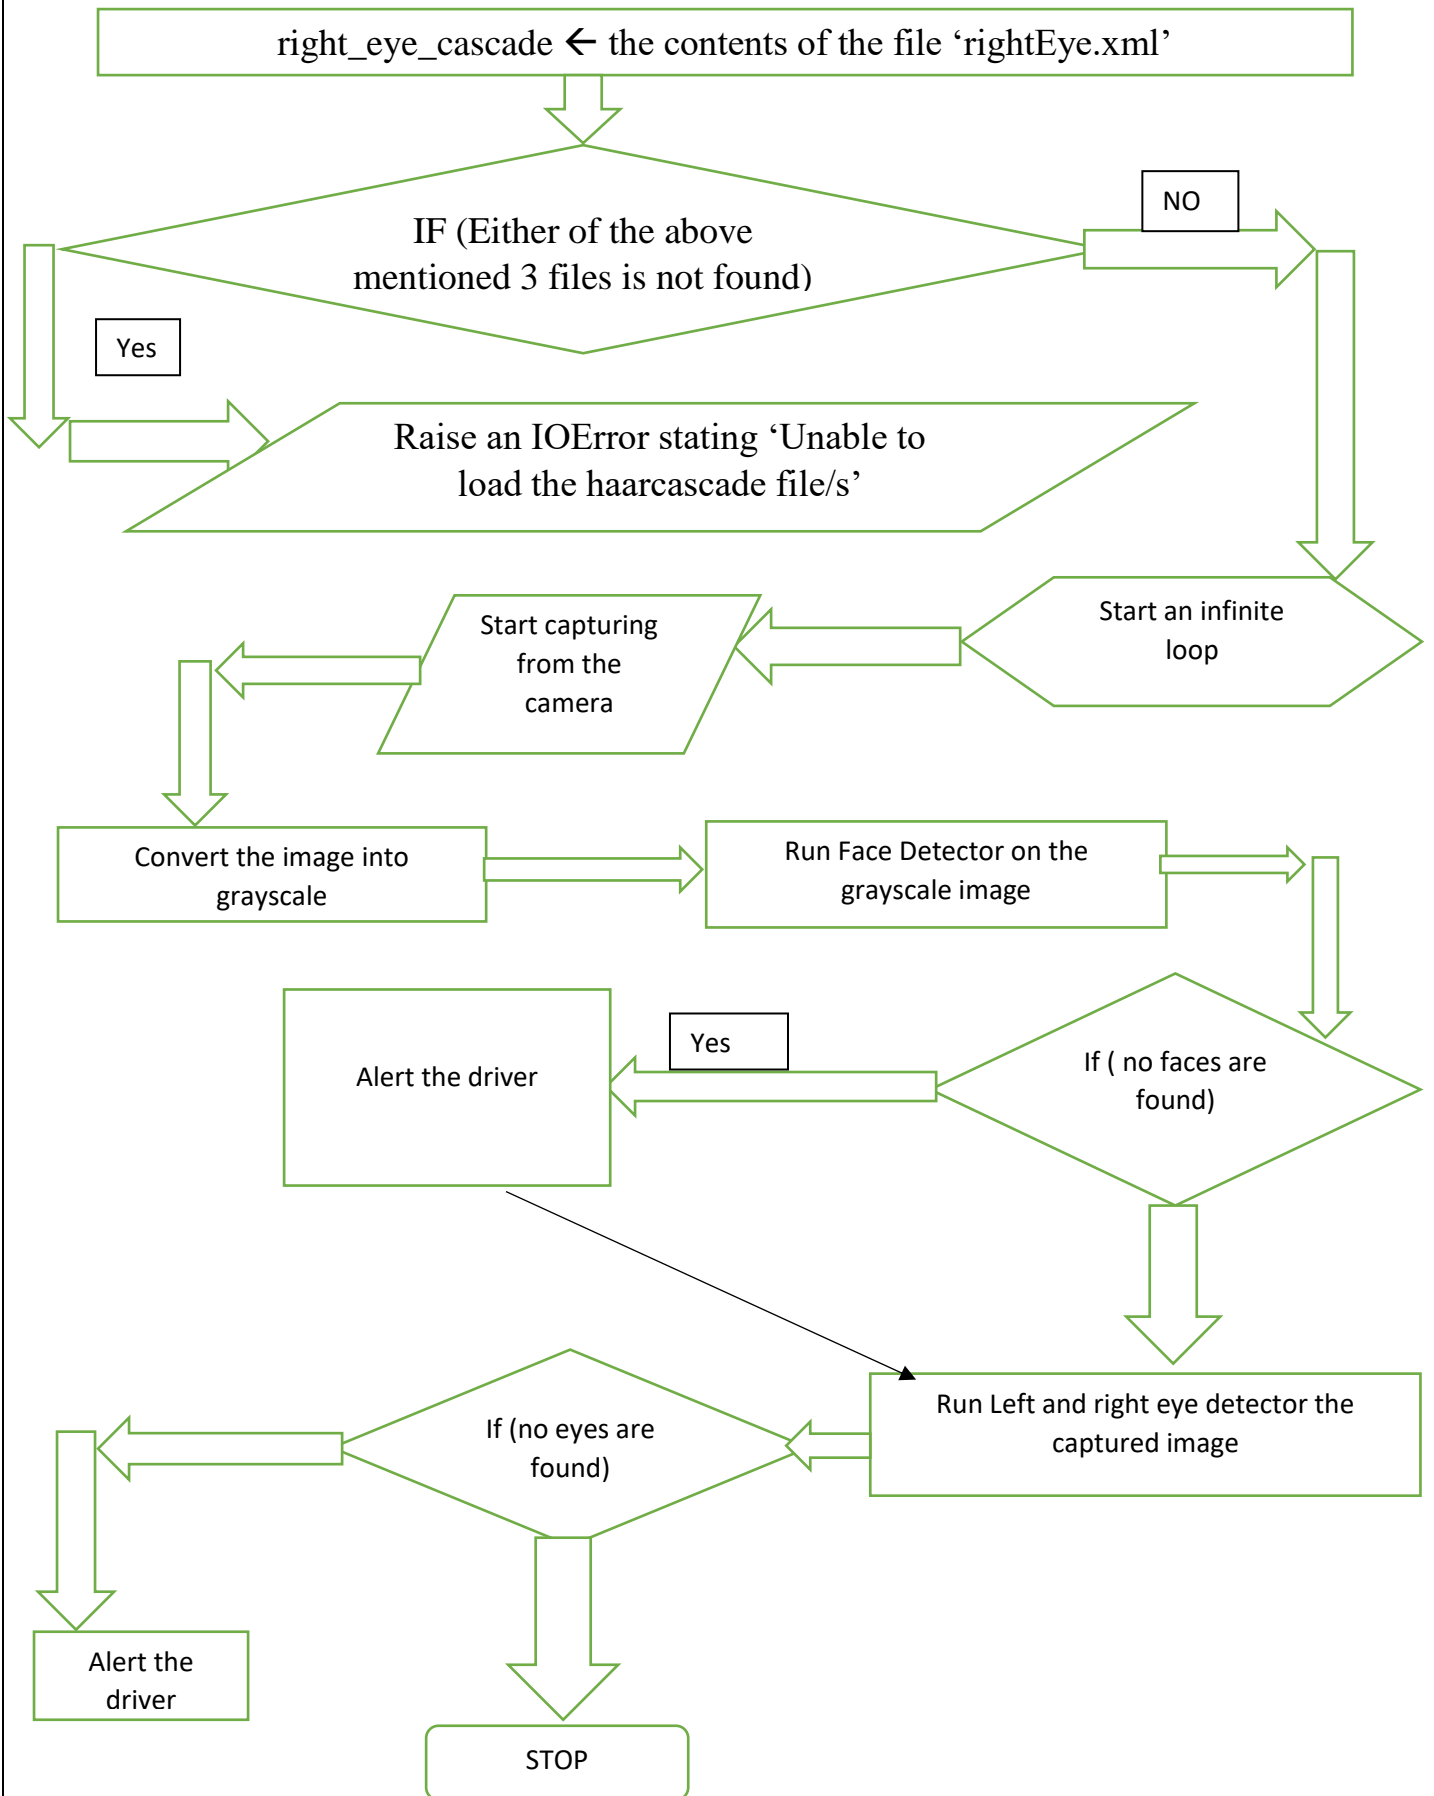 right_eye_cascade ← the contents of the file ‘rightEye.xml’
NO
IF (Either of the above
mentioned 3 files is not found)
Yes
Raise an IOError stating ‘Unable to
load the haarcascade file/s’
Start an infinite
loop
Start capturing
from the
camera
Convert the image into
grayscale
Run Face Detector on the
grayscale image
Yes
If ( no faces are
found)
Alert the driver
Run Left and right eye detector the
captured image
If (no eyes are
found)
Alert the
driver
STOP